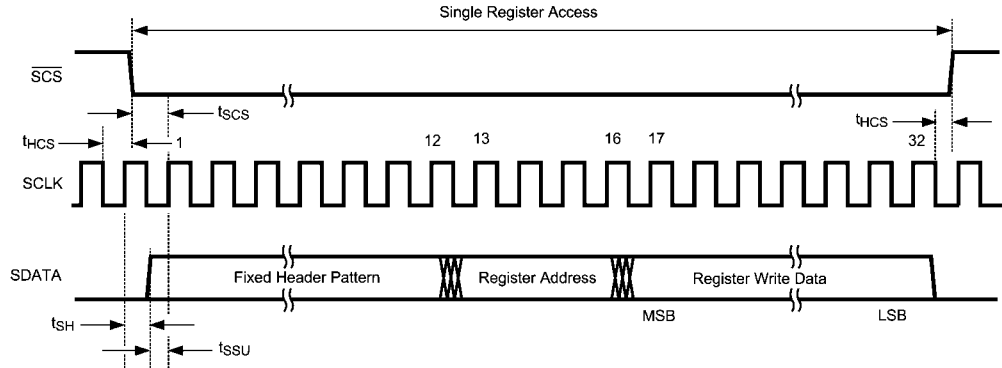 Single Register Access
SCS
tSCS
tHCS
tHCS
1
12
13
16
17
32
SCLK
SDATA
Fixed Header Pattern
Register Address
Register Write Data
MSB
LSB
tSH
tSSU